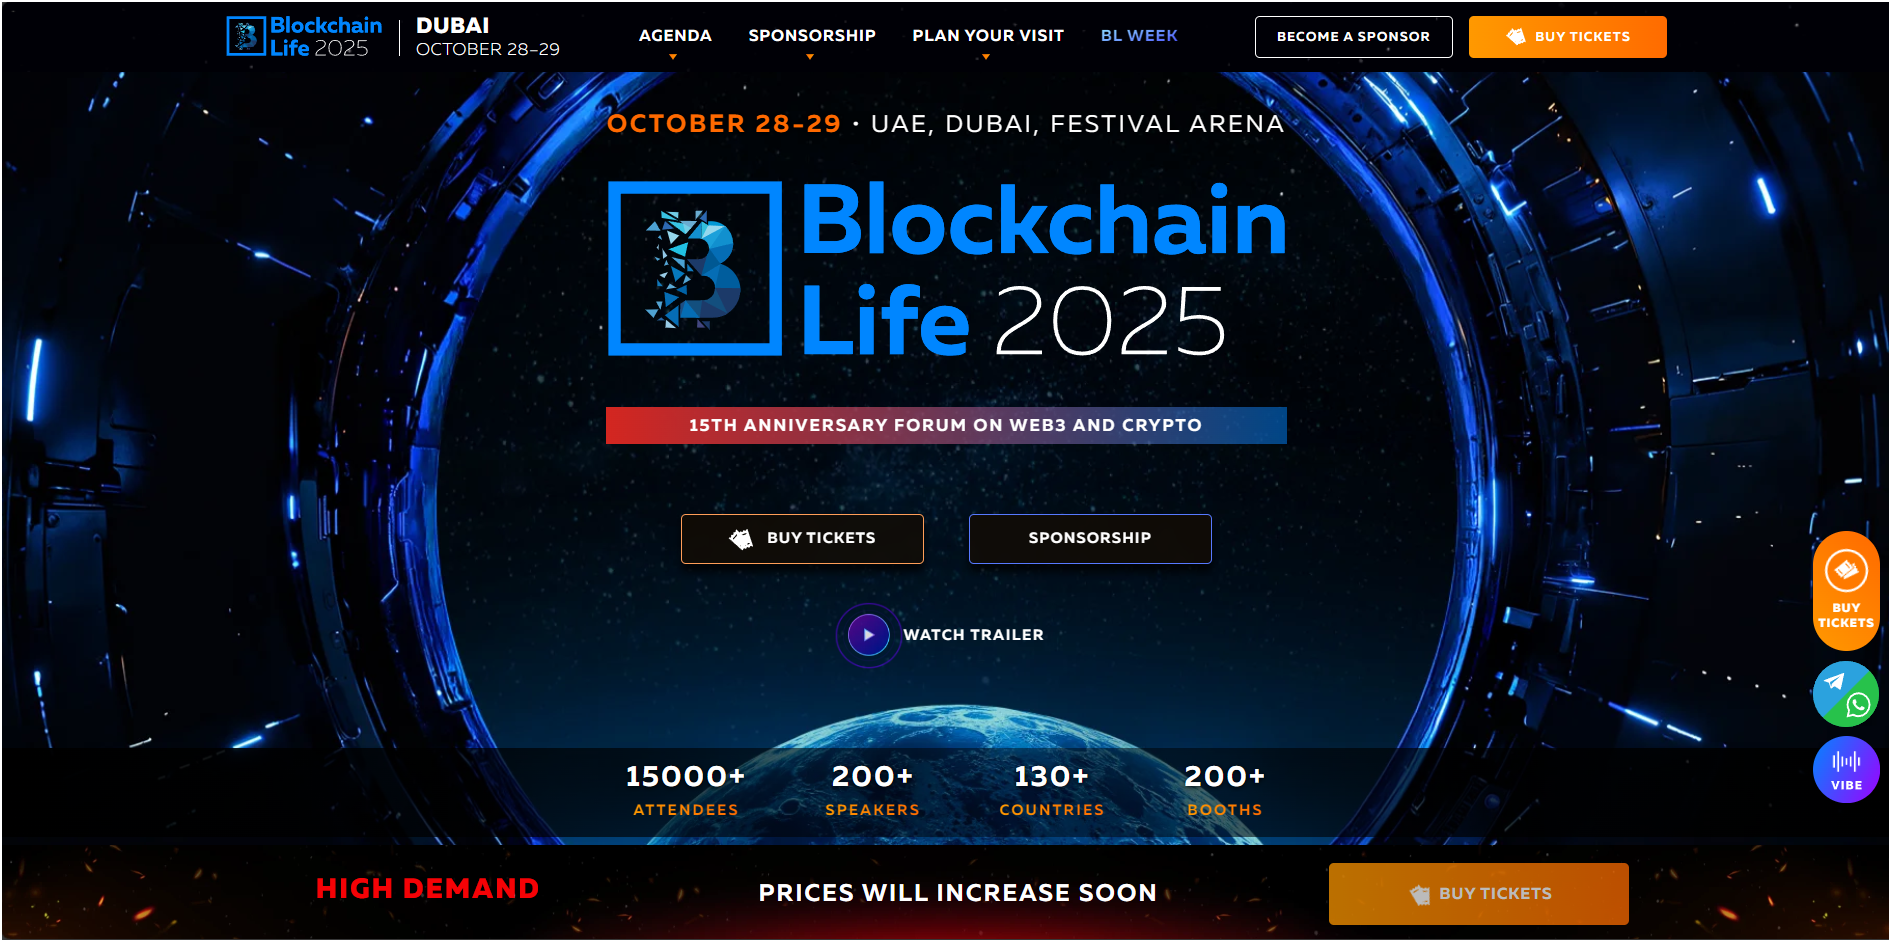 Blockchain
Life 2025
DUBAI
OCTOBER 28-29
AGENDA
SPONSORSHIP
PLAN YOUR VISIT
BL WEEK
BECOME A SPONSOR
BUY TICKETS
OCTOBER 28-29 · UAE, DUBAI, FESTIVAL ARENA
Blockchain
Life 2025
15TH ANNIVERSARY FORUM ON WEB3 AND CRYPTO
BUY TICKETS
SPONSORSHIP
WATCH TRAILER
BUY
TICKETS
VIBE
15000+
ATTENDEES
200+
SPEAKERS
130+
COUNTRIES
200+
BOOTHS
HIGH DEMAND
PRICES WILL INCREASE SOON
BUY TICKETS